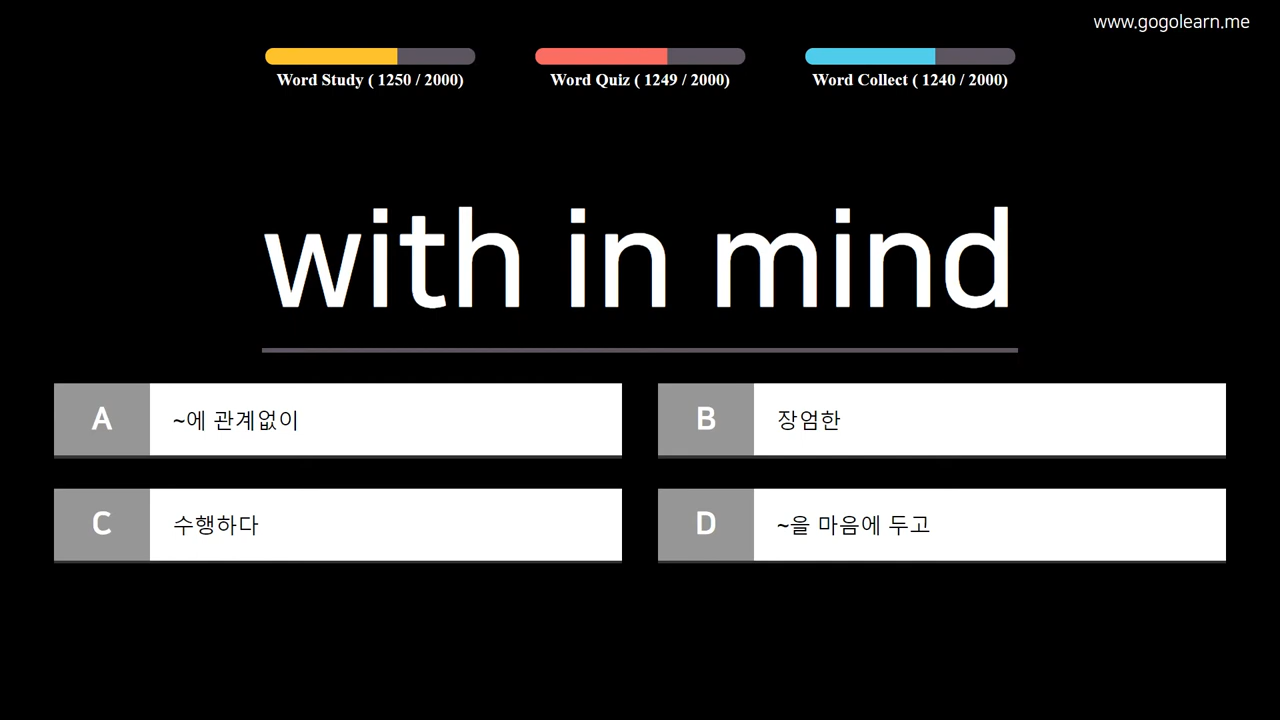 www.gogolearn.me
Word Study ( 1250 / 2000)
Word Quiz ( 1249 / 2000)
Word Collect ( 1240 / 2000)
with in mind
A ~에 관계없이
B 장엄한
C 수행하다
D ~을 마음에 두고